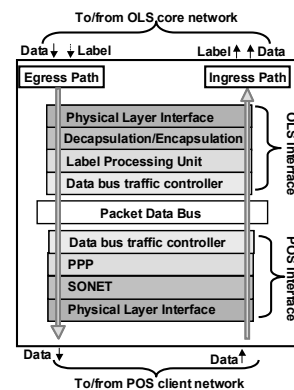 To/from OLS core network
Data Label Label Data
Egress Path Ingress Path
Physical Layer Interface
Decapsulation/Encapsulation
Label Processing Unit
Data bus traffic controller
OLS Interface
Packet Data Bus
Data bus traffic controller
PPP
SONET
Physical Layer Interface
POS Interface
Data Data
To/from POS client network